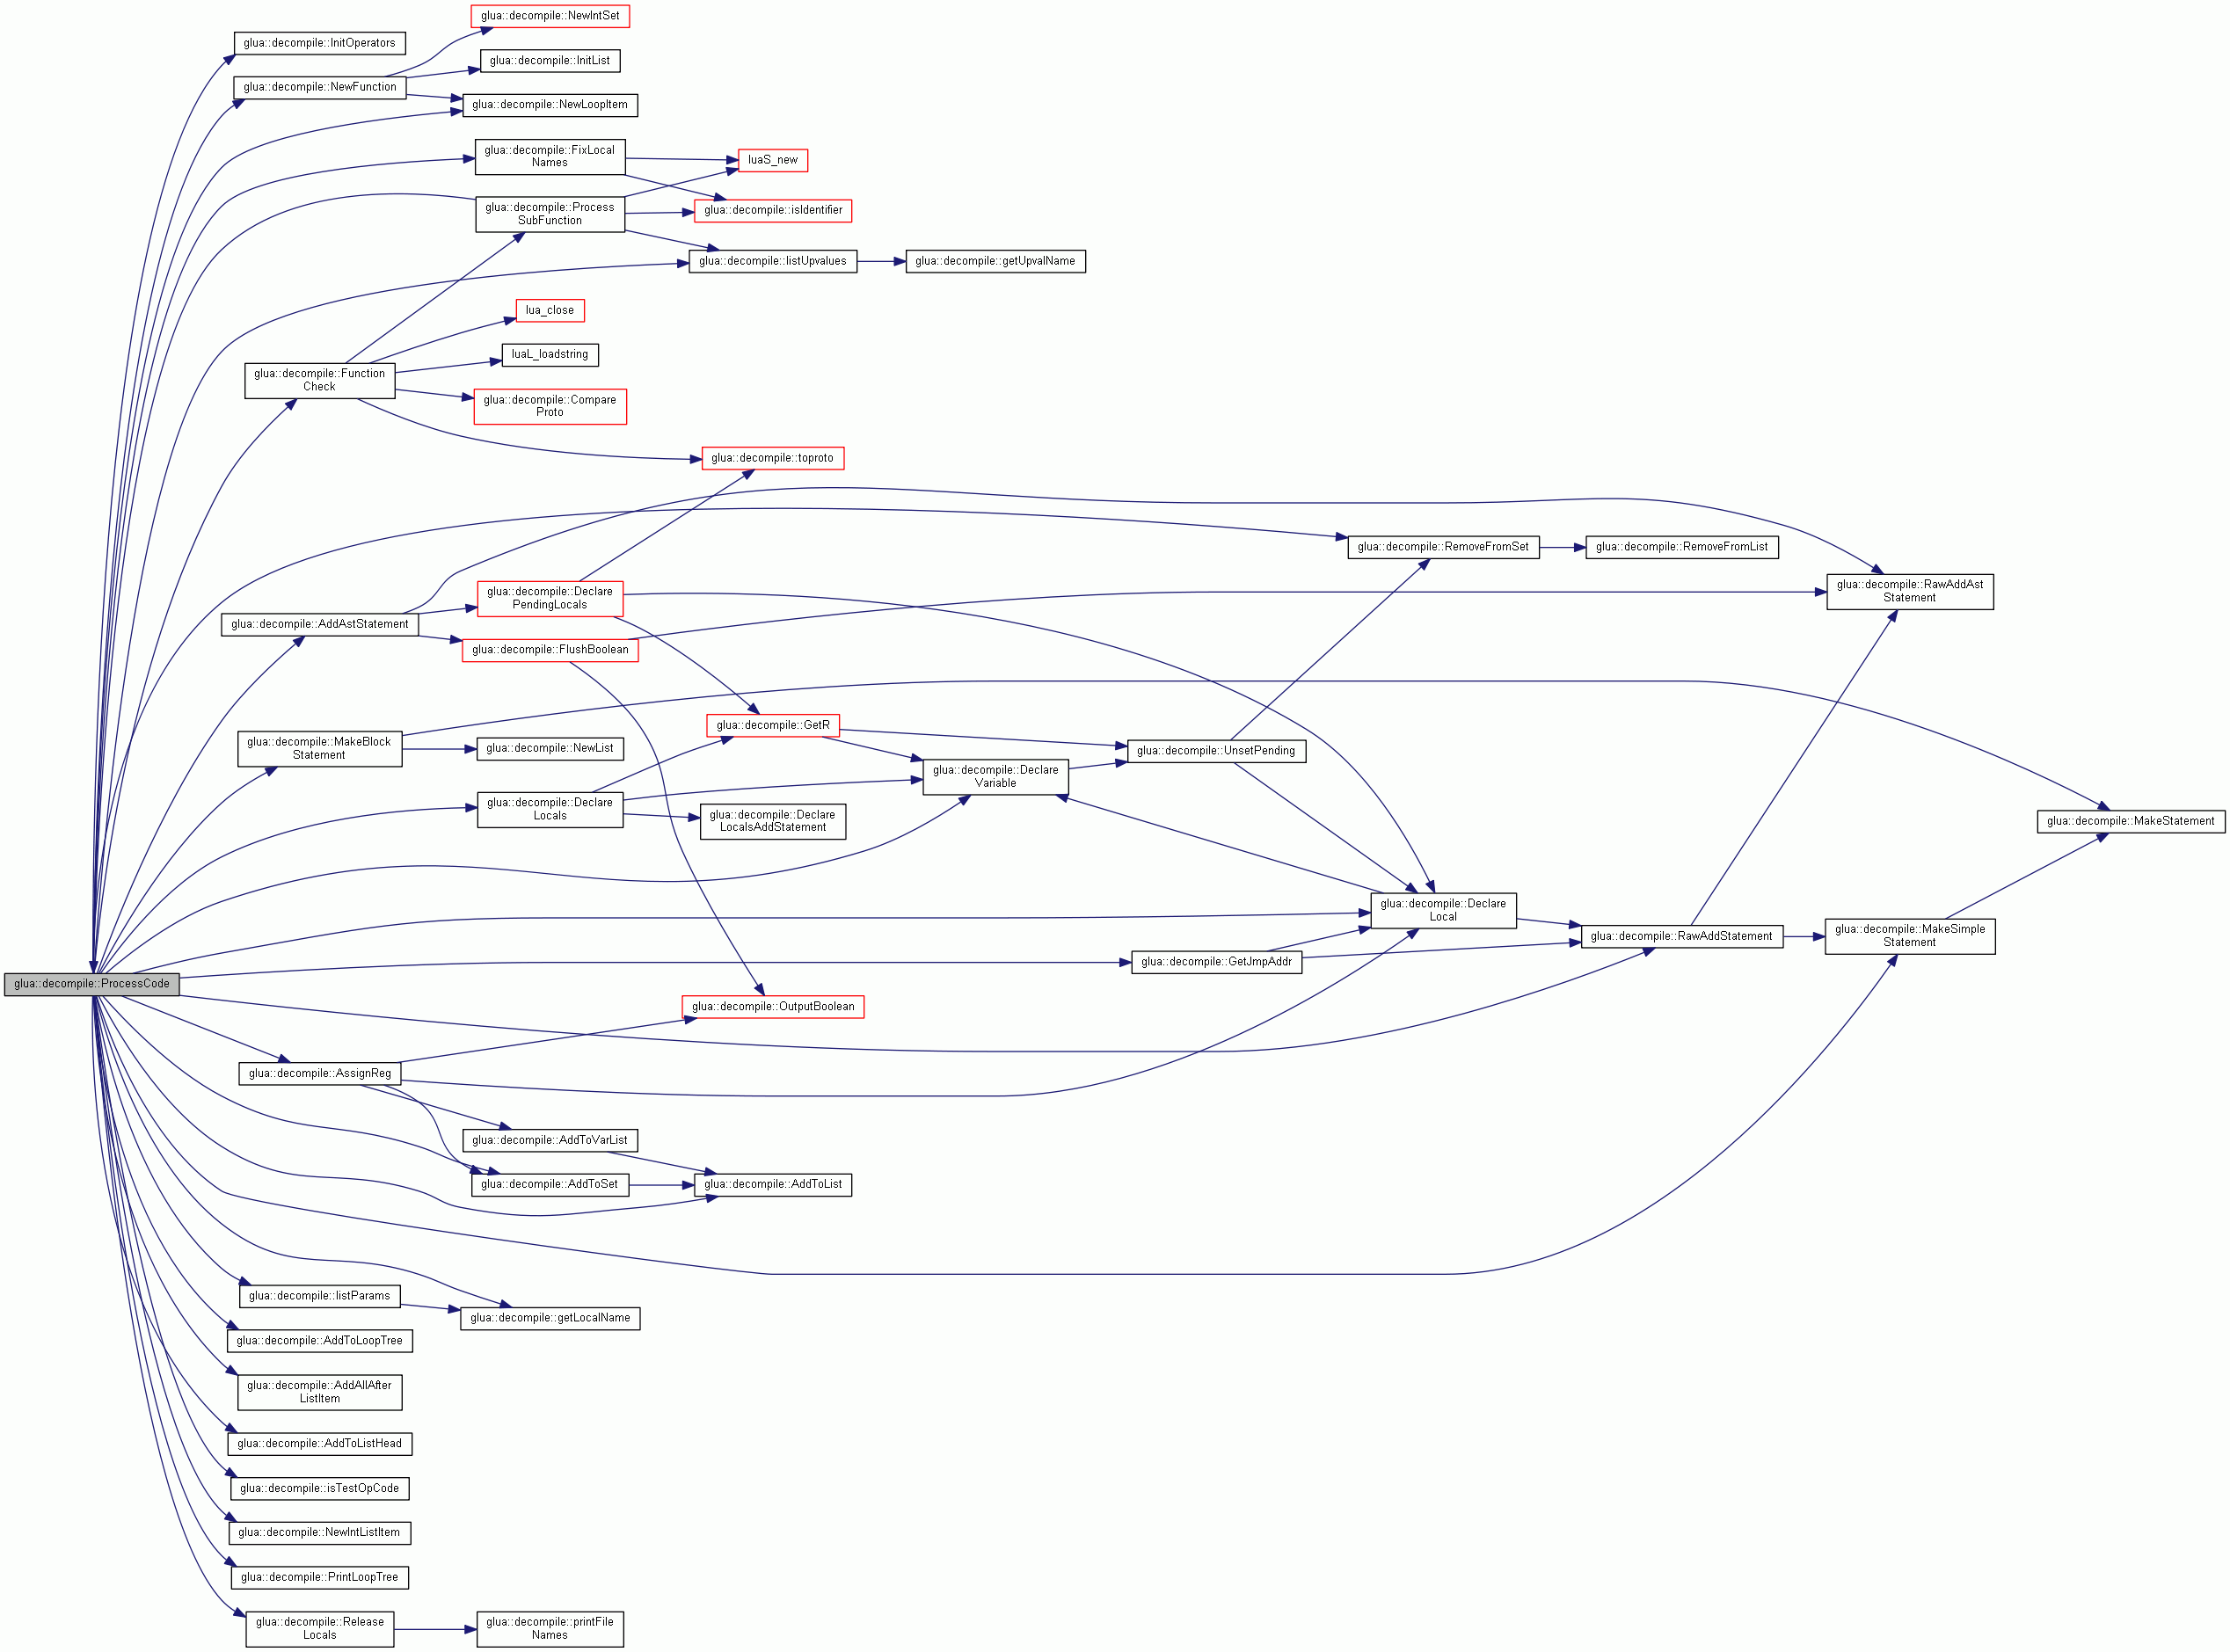 glua::decompile::NewIntSet
glua::decompile::InitOperators
glua::decompile::InitList
glua::decompile::NewFunction
glua::decompile::NewLoopItem
glua::decompile::FixLocal
Names
luaS_new
glua::decompile::Process
SubFunction
glua::decompile::isIdentifier
glua::decompile::listUpvalues
glua::decompile::getUpvalName
lua_close
luaL_loadstring
glua::decompile::Function
Check
glua::decompile::Compare
Proto
glua::decompile::toproto
glua::decompile::RemoveFromSet
glua::decompile::RemoveFromList
glua::decompile::RawAddAst
Statement
glua::decompile::Declare
PendingLocals
glua::decompile::AddAstStatement
glua::decompile::FlushBoolean
glua::decompile::GetR
glua::decompile::MakeBlock
Statement
glua::decompile::NewList
glua::decompile::UnsetPending
glua::decompile::Declare
Variable
glua::decompile::Declare
Locals
glua::decompile::Declare
LocalsAddStatement
glua::decompile::MakeStatement
glua::decompile::Declare
Local
glua::decompile::RawAddStatement
glua::decompile::MakeSimple
Statement
glua::decompile::GetJmpAddr
glua::decompile::ProcessCode
glua::decompile::OutputBoolean
glua::decompile::AssignReg
glua::decompile::AddToVarList
glua::decompile::AddToSet
glua::decompile::AddToList
glua::decompile::listParams
glua::decompile::getLocalName
glua::decompile::AddToLoopTree
glua::decompile::AddAllAfter
ListItem
glua::decompile::AddToListHead
glua::decompile::isTestOpCode
glua::decompile::NewIntListItem
glua::decompile::PrintLoopTree
glua::decompile::Release
Locals
glua::decompile::printFile
Names